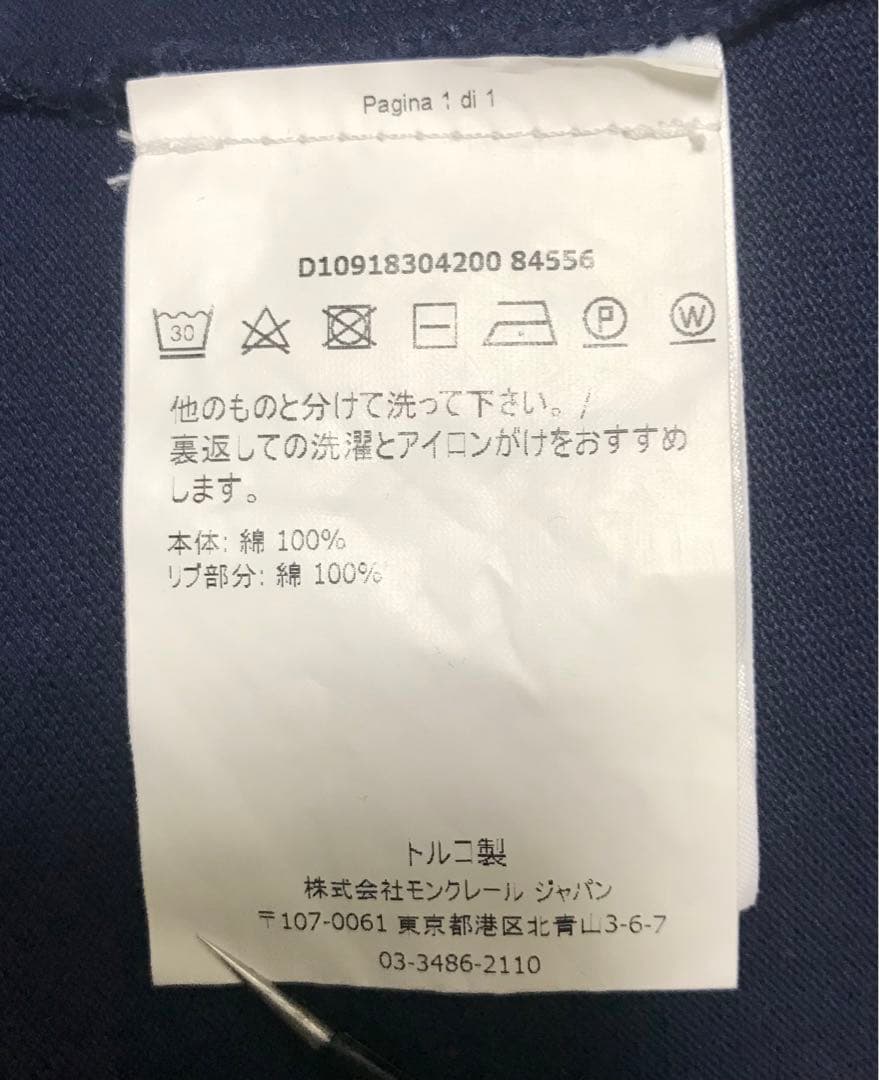 Pagina 1 di 1
D10918304200 84556
30 P W
他のものと分けて洗って下さい。/
裏返しての洗濯とアイロンがけをおすすめ
します。
本体: 綿 100%
リブ部分: 綿 100%
トルコ製
株式会社モンクレール ジャパン
〒107-0061 東京都港区北青山3-6-7
03-3486-2110